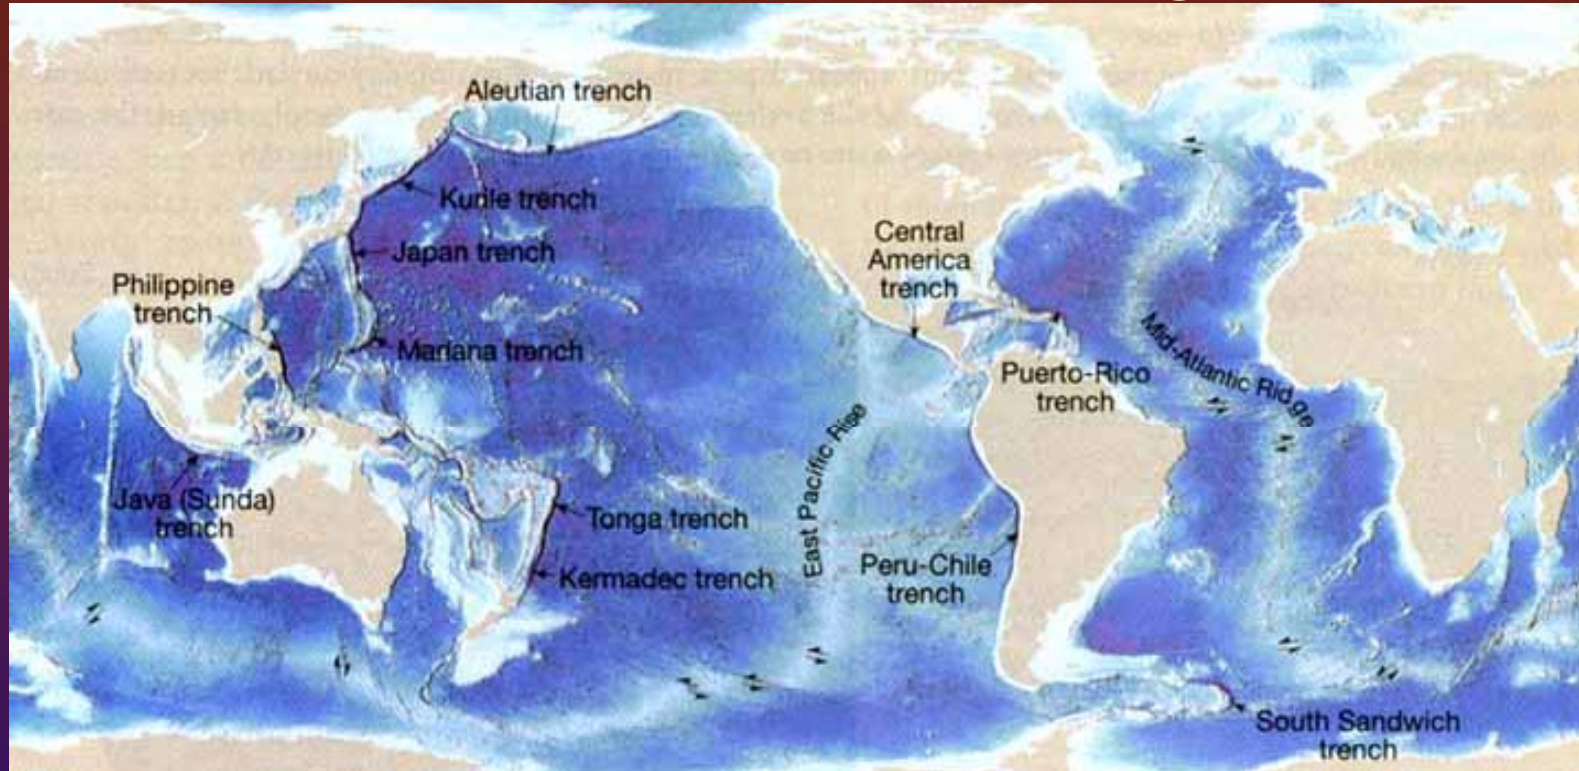 Aleutian trench
Kurile trench
Japan trench
Philippine
trench
Mariana trench
Central
America
trench
Puerto-Rico
trench
Mid-Atlantic Ridge
East Pacific Rise
Java (Sunda)
trench
Tonga trench
Kermadec trench
Peru-Chile
trench
South Sandwich
trench